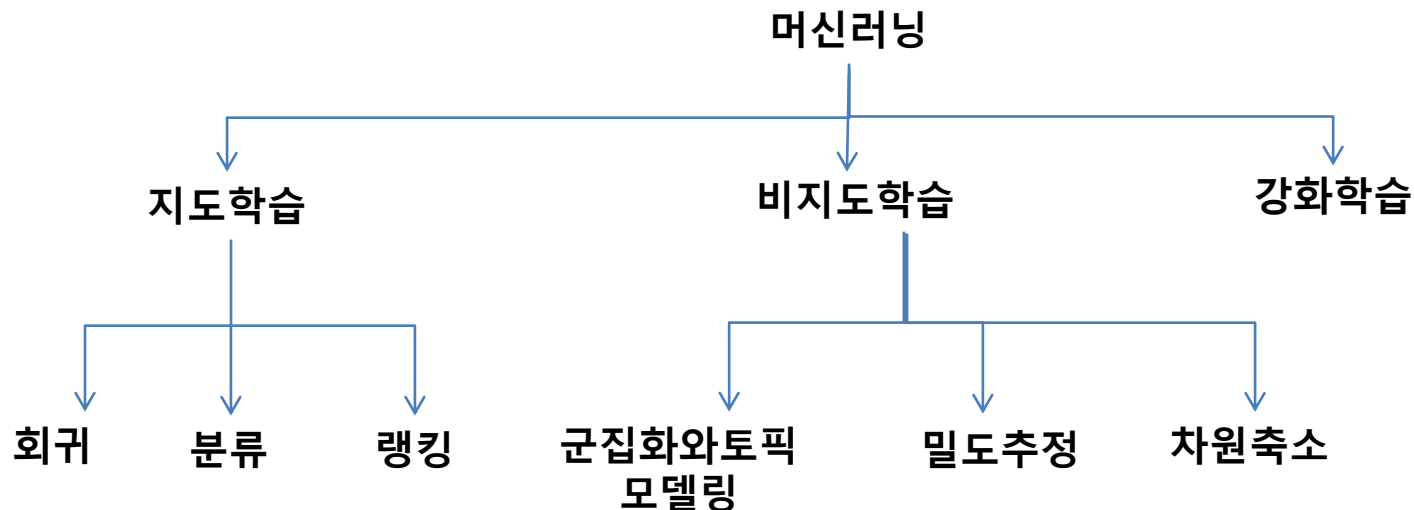 머신러닝
지도학습
비지도학습
강화학습
회귀
분류
랭킹
군집화와토픽
모델링
밀도추정
차원축소